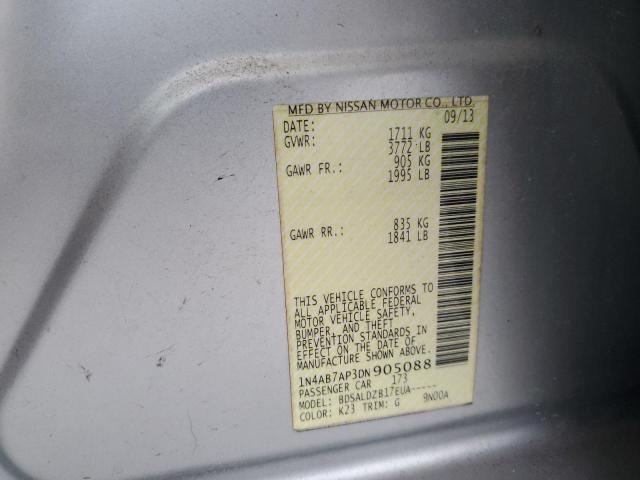 MFD BY NISSAN MOTOR CO., LTD
DATE: 09/13
GVWR: 1711 KG
3772 LB
GAWR FR.: 905 KG
1995 LB
GAWR RR.: 835 KG
1841 LB
THIS VEHICLE CONFORMS TO
ALL APPLICABLE FEDERAL
MOTOR VEHICLE SAFETY,
BUMPER, AND THEFT
PREVENTION STANDARDS IN
EFFECT ON THE DATE OF
MANUFACTURE SHOWN ABOVE.
1N4AB7AP3DN905088
PASSENGER CAR 173
MODEL: BDSALDZB17EUA-----
COLOR: K23 TRIM: G 9N00A